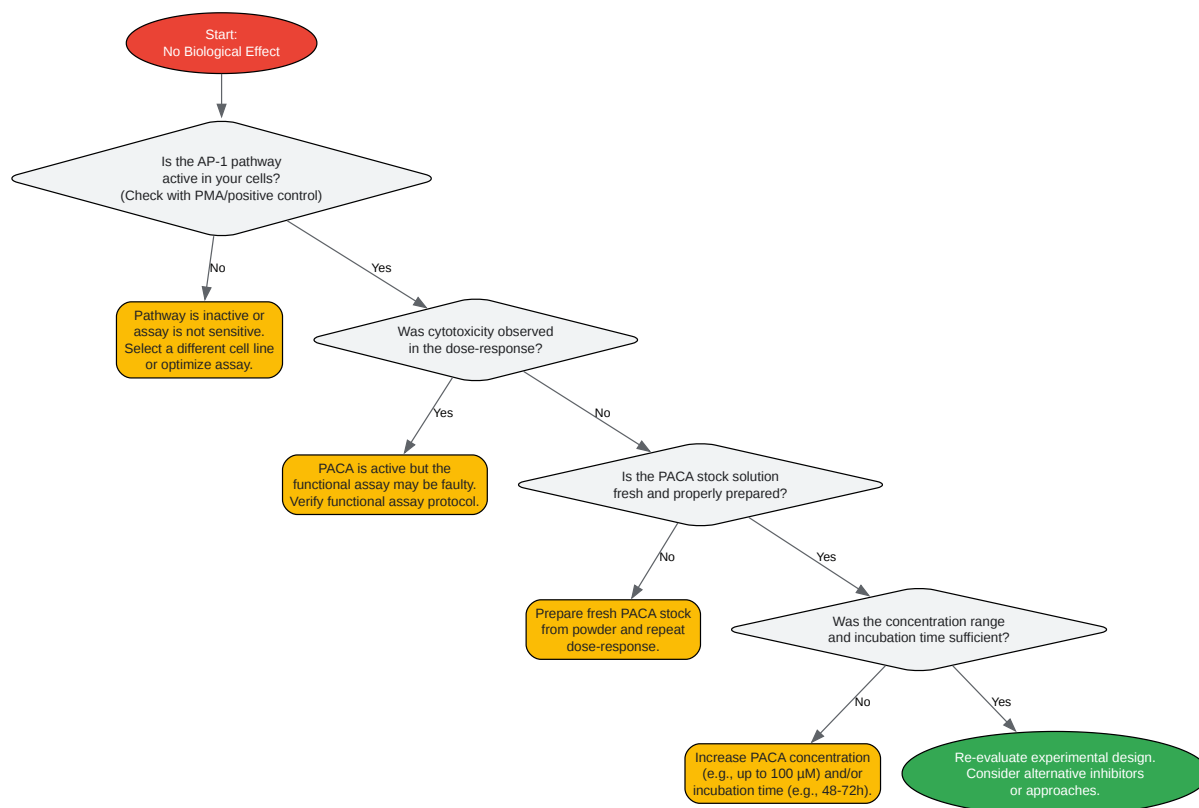 Start:
No Biological Effect
Is the AP-1 pathway
active in your cells?
(Check with PMA/positive control)
No
Yes
Pathway is inactive or
assay is not sensitive.
Select a different cell line
or optimize assay.
Was cytotoxicity observed
in the dose-response?
Yes
No
PACA is active but the
functional assay may be faulty.
Verify functional assay protocol.
Is the PACA stock solution
fresh and properly prepared?
No
Yes
Prepare fresh PACA stock
from powder and repeat
dose-response.
Was the concentration range
and incubation time sufficient?
No
Yes
Increase PACA concentration
(e.g., up to 100 µM) and/or
incubation time (e.g., 48-72h).
Re-evaluate experimental design.
Consider alternative inhibitors
or approaches.